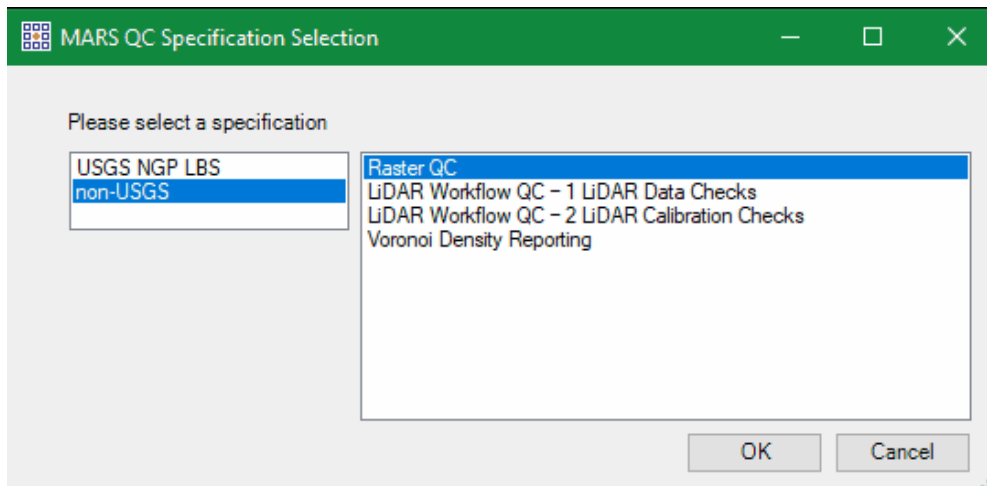 MARS QC Specification Selection
Please select a specification
USGS NGP LBS
non-USGS
Raster QC
LiDAR Workflow QC – 1 LiDAR Data Checks
LiDAR Workflow QC – 2 LiDAR Calibration Checks
Voronoi Density Reporting
OK
Cancel